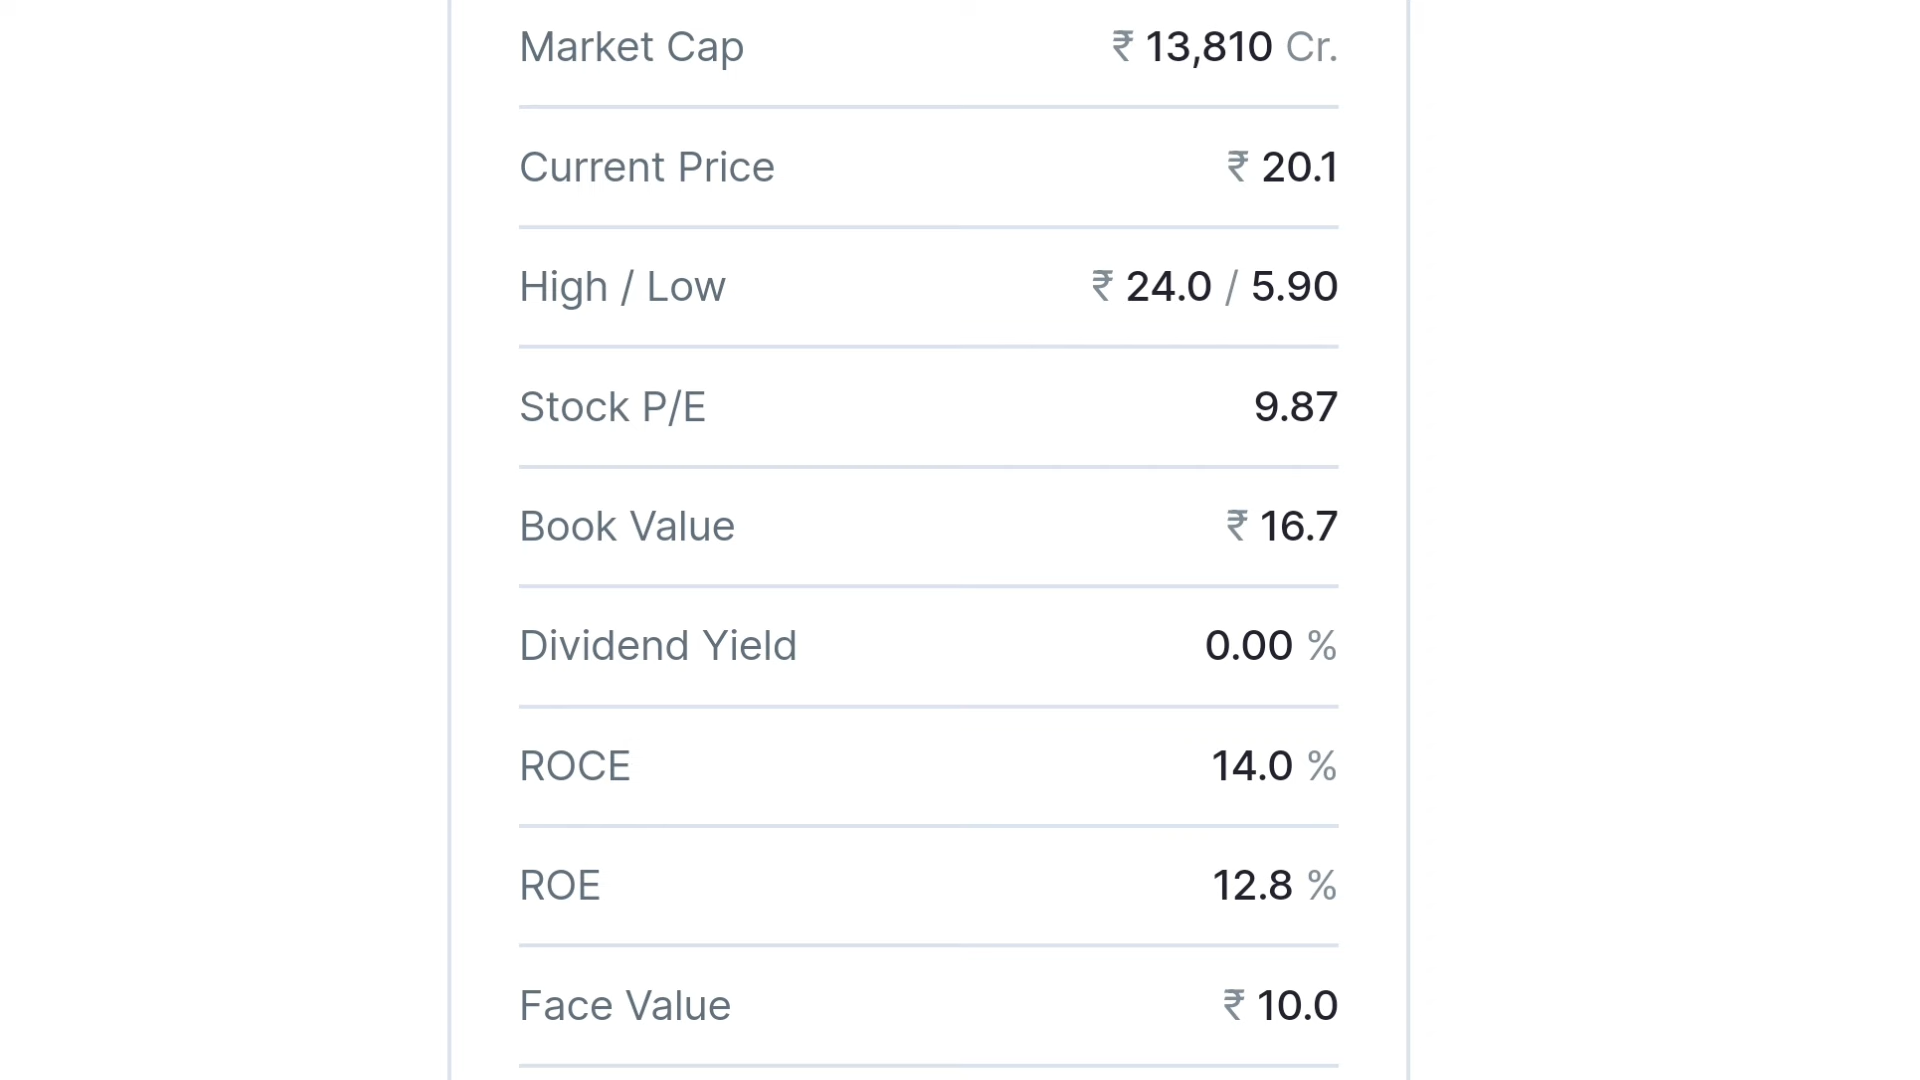 Market Cap ₹ 13,810 Cr.
Current Price ₹ 20.1
High / Low ₹ 24.0 / 5.90
Stock P/E 9.87
Book Value ₹ 16.7
Dividend Yield 0.00 %
ROCE 14.0 %
ROE 12.8 %
Face Value ₹ 10.0